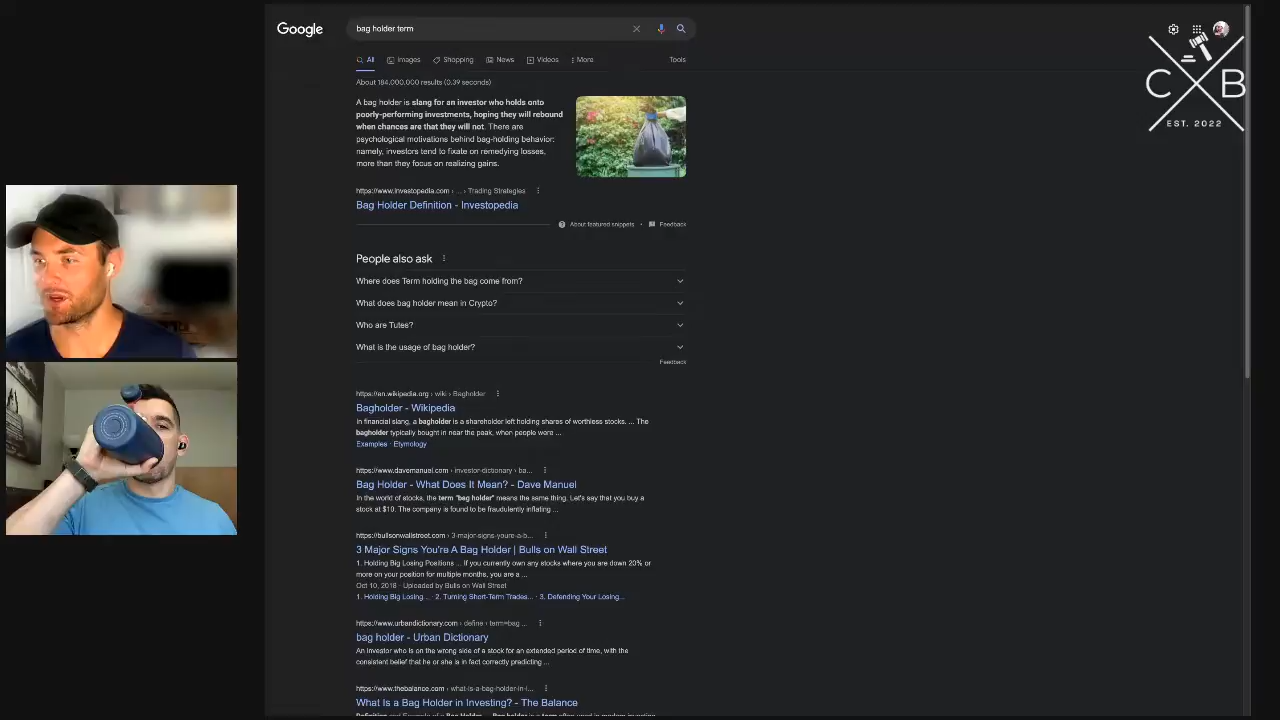 Google
bag holder term
All
Images
Shopping
News
Videos
More
Tools
About 184,000,000 results (0.39 seconds)
A bag holder is slang for an investor who holds onto
poorly-performing investments, hoping they will rebound
when chances are that they will not. There are
psychological motivations behind bag-holding behavior:
namely, investors tend to fixate on remedying losses,
more than they focus on realizing gains.
https://www.investopedia.com › ... › Trading Strategies
Bag Holder Definition - Investopedia
About featured snippets • Feedback
People also ask
Where does Term holding the bag come from?
What does bag holder mean in Crypto?
Who are Tutes?
What is the usage of bag holder?
Feedback
https://en.wikipedia.org › wiki › Bagholder
Bagholder - Wikipedia
In financial slang, a bagholder is a shareholder left holding shares of worthless stocks. ... The
bagholder typically bought in near the peak, when people were ...
Examples · Etymology
https://www.davemanuel.com › investor-dictionary › ba...
Bag Holder - What Does It Mean? - Dave Manuel
In the world of stocks, the term "bag holder" means the same thing. Let's say that you buy a
stock at $10. The company is found to be fraudulently inflating ...
https://bullsonwallstreet.com › 3-major-signs-youre-a-b...
3 Major Signs You're A Bag Holder | Bulls on Wall Street
1. Holding Big Losing Positions ... If you currently own any stocks where you are down 20% or
more on your position for multiple months, you are a ...
Oct 10, 2018 · Uploaded by Bulls on Wall Street
1. Holding Big Losing... · 2. Turning Short-Term Trades... · 3. Defending Your Losing...
https://www.urbandictionary.com › define › term=bag ...
bag holder - Urban Dictionary
An investor who is on the wrong side of a stock for an extended period of time, with the
consistent belief that he or she is in fact correctly predicting ...
https://www.thebalance.com › what-is-a-bag-holder-in-i...
What Is a Bag Holder in Investing? - The Balance
C B
EST. 2022